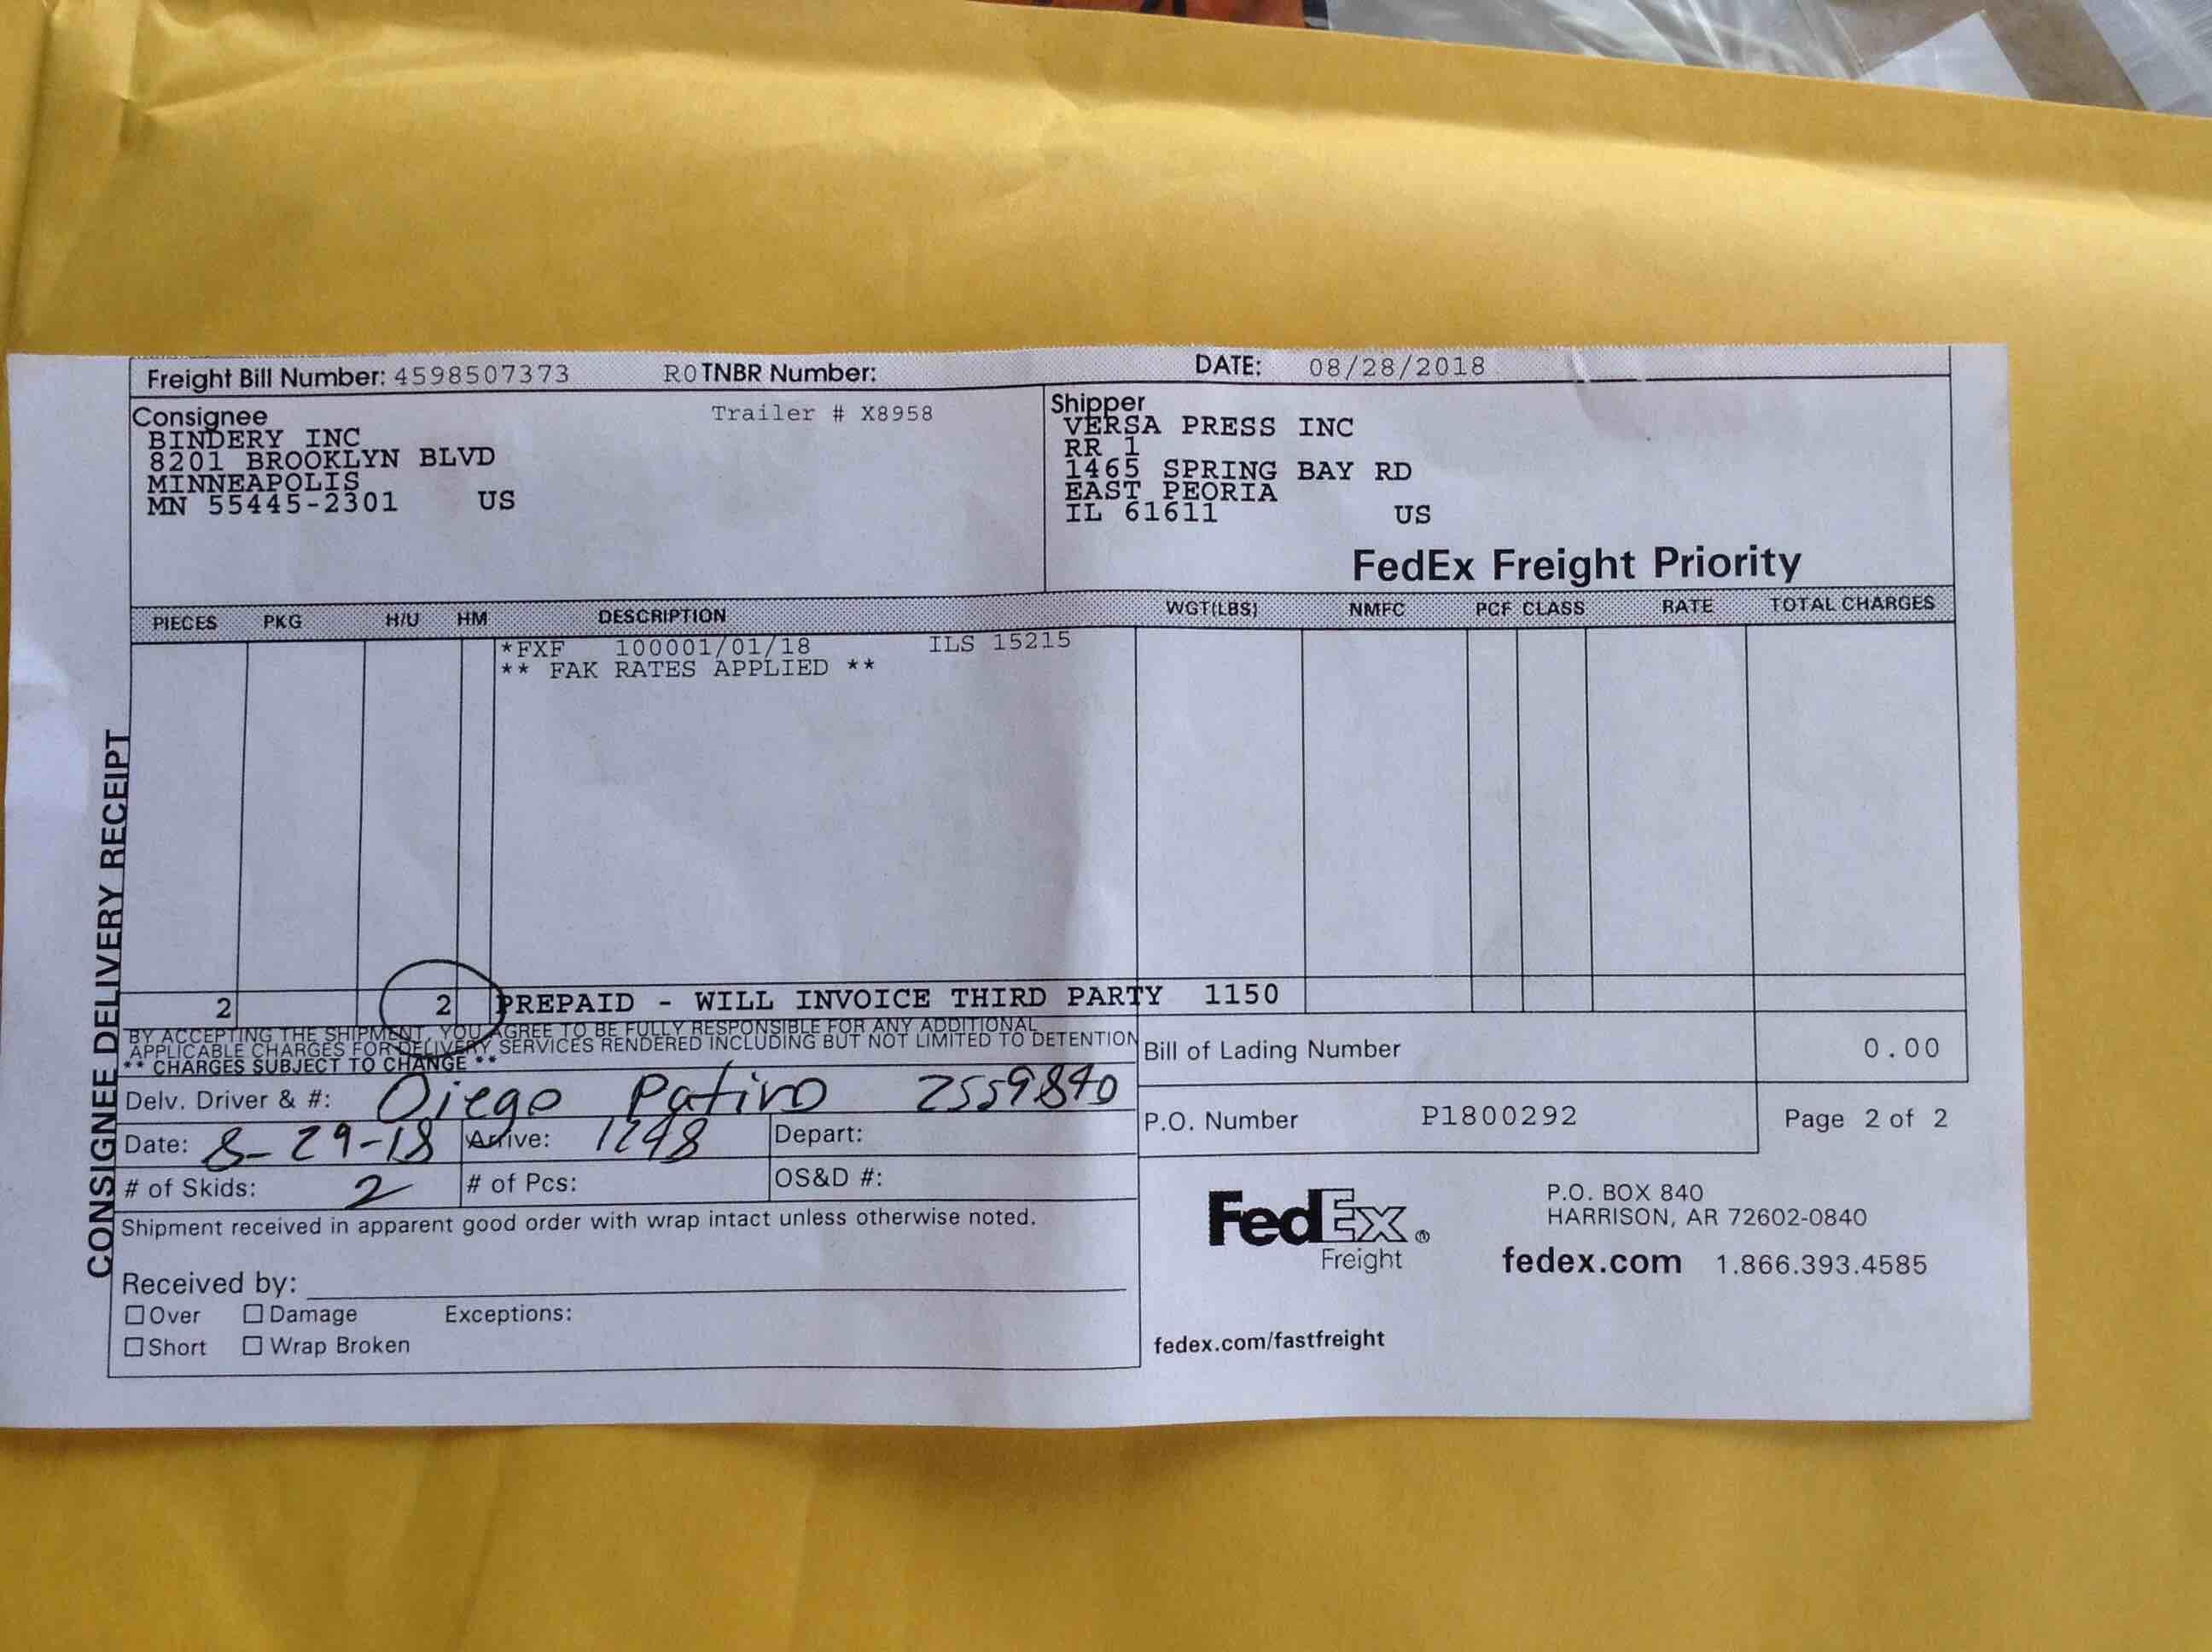 Freight Bill Number: 4598507373 ROTNBR Number: DATE: 08/28/2018
Consignee Trailer # X8958
BINDERY INC
8201 BROOKLYN BLVD
MINNEAPOLIS
MN 55445-2301 US
Shipper
VERSA PRESS INC
RR 1
1465 SPRING BAY RD
EAST PEORIA
IL 61611 US
FedEx Freight Priority
PIECES PKG H/U HM DESCRIPTION WGT(LBS) NMFC PCF CLASS RATE TOTAL CHARGES
*FXF 100001/01/18 ILS 15215
** FAK RATES APPLIED **
2 2 PREPAID - WILL INVOICE THIRD PARTY 1150
BY ACCEPTING THE SHIPMENT, YOU AGREE TO BE FULLY RESPONSIBLE FOR ANY ADDITIONAL
APPLICABLE CHARGES FOR DELIVERY SERVICES RENDERED INCLUDING BUT NOT LIMITED TO DETENTION
** CHARGES SUBJECT TO CHANGE **
Bill of Lading Number 0.00
Delv. Driver & #: Diego Patino 2559840
P.O. Number P1800292 Page 2 of 2
Date: 8-29-18 Arrive: 1248 Depart:
# of Skids: 2 # of Pcs: OS&D #:
Shipment received in apparent good order with wrap intact unless otherwise noted.
Received by:
Over Damage Exceptions:
Short Wrap Broken
FedEx®
Freight
P.O. BOX 840
HARRISON, AR 72602-0840
fedex.com 1.866.393.4585
fedex.com/fastfreight
CONSIGNEE DELIVERY RECEIPT